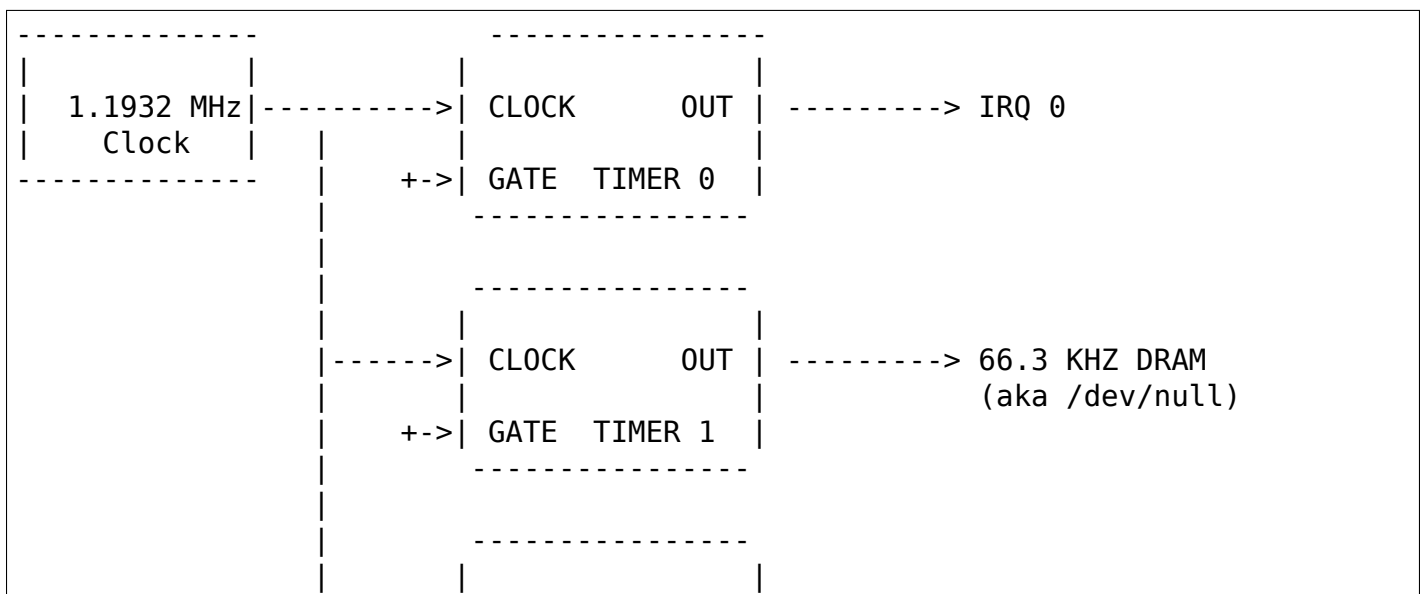 1.1932 MHz ---------->| CLOCK OUT | ---------> IRQ 0
Clock
+->| GATE TIMER 0 |
------>| CLOCK OUT | ---------> 66.3 KHZ DRAM
(aka /dev/null)
+->| GATE TIMER 1 |